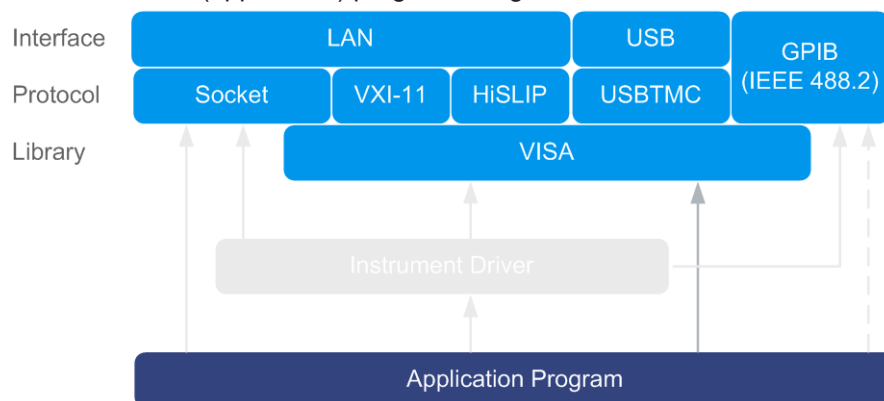 Interface LAN USB GPIB
(IEEE 488.2)
Protocol Socket VXI-11 HiSLIP USBTMC
Library VISA
Instrument Driver
Application Program